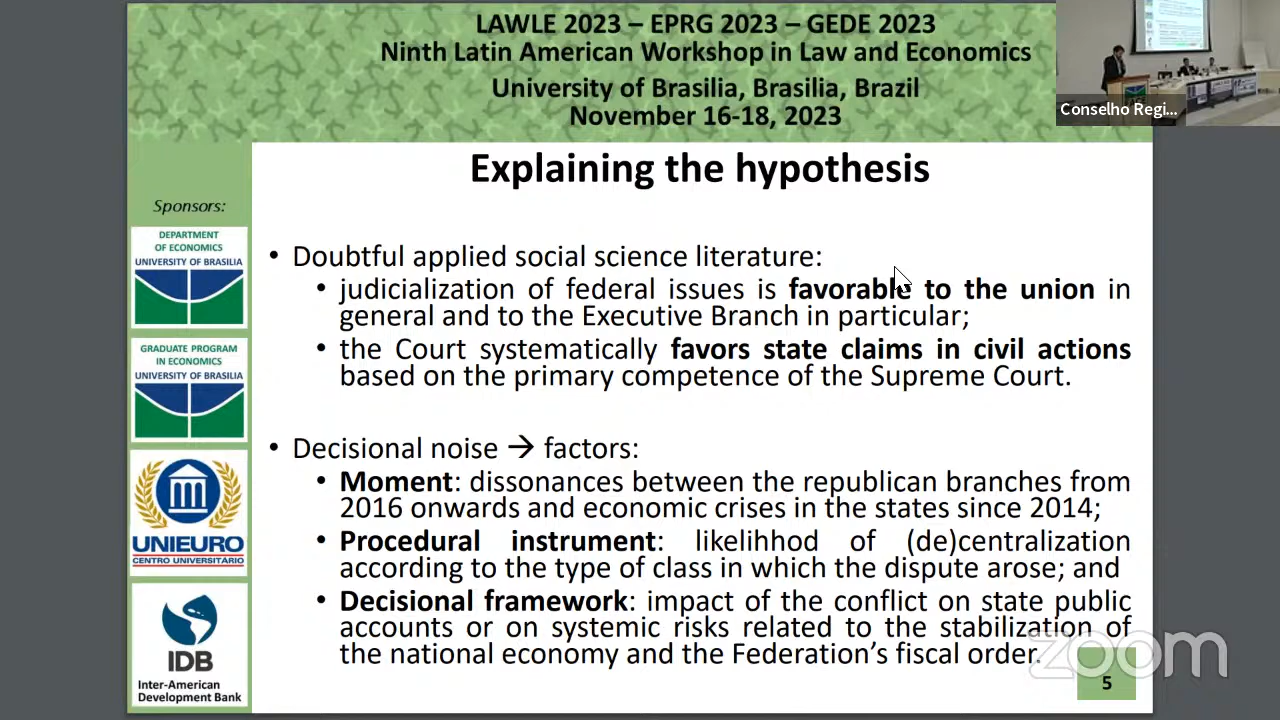 LAWLE 2023 – EPRG 2023 – GEDE 2023
Ninth Latin American Workshop in Law and Economics
University of Brasilia, Brasilia, Brazil
November 16-18, 2023
Conselho Regi...
Explaining the hypothesis
Sponsors:
DEPARTMENT
OF ECONOMICS
UNIVERSITY OF BRASILIA
GRADUATE PROGRAM
IN ECONOMICS
UNIVERSITY OF BRASILIA
UNIEURO
CENTRO UNIVERSITÁRIO
IDB
Inter-American
Development Bank
• Doubtful applied social science literature:
• judicialization of federal issues is favorable to the union in
general and to the Executive Branch in particular;
• the Court systematically favors state claims in civil actions
based on the primary competence of the Supreme Court.
• Decisional noise → factors:
• Moment: dissonances between the republican branches from
2016 onwards and economic crises in the states since 2014;
• Procedural instrument: likelihhod of (de)centralization
according to the type of class in which the dispute arose; and
• Decisional framework: impact of the conflict on state public
accounts or on systemic risks related to the stabilization of
the national economy and the Federation's fiscal order.
zoom
5